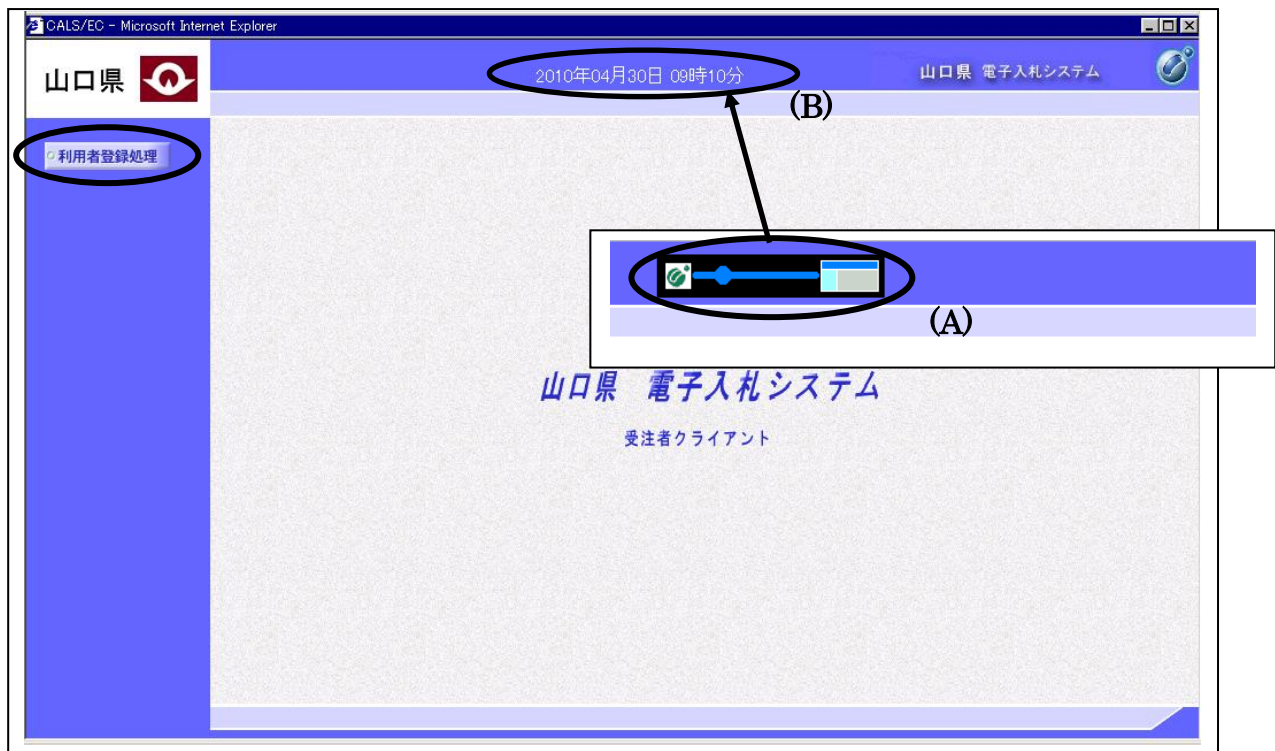 CALS/EC - Microsoft Internet Explorer
山口県
2010年04月30日 09時10分
山口県 電子入札システム
(B)
利用者登録処理
(A)
山口県 電子入札システム
受注者クライアント